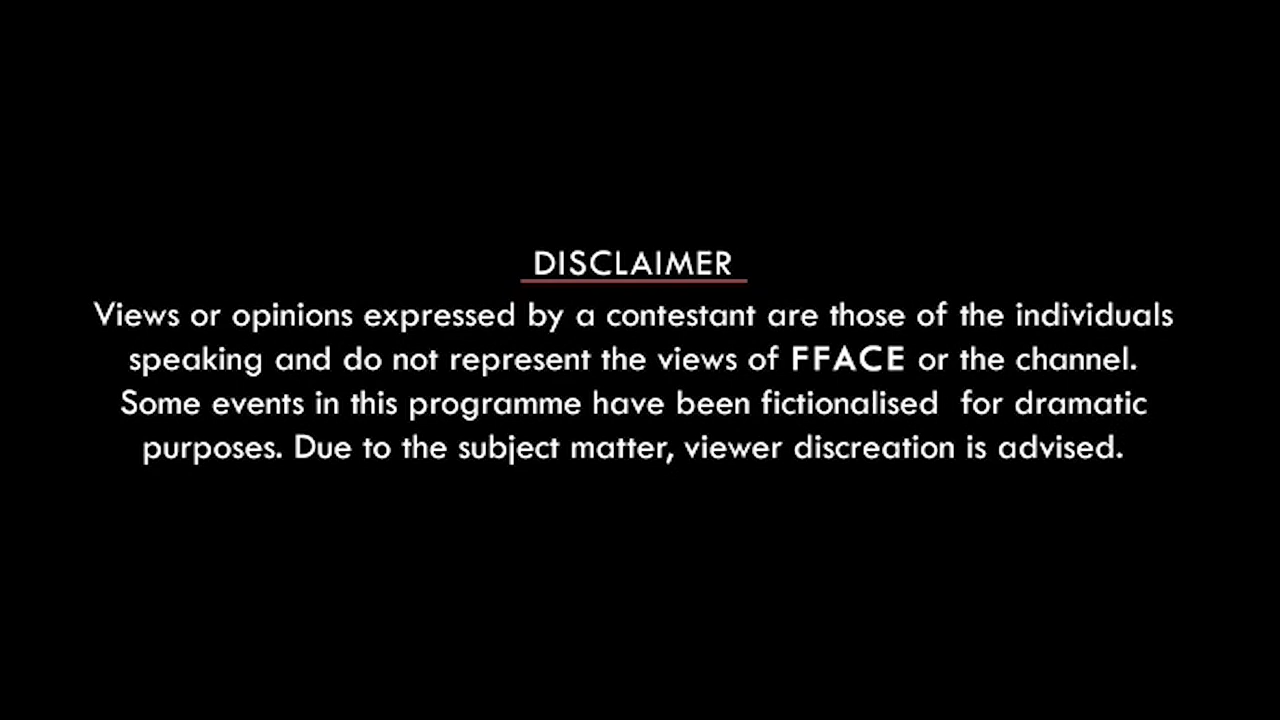 DISCLAIMER
Views or opinions expressed by a contestant are those of the individuals
speaking and do not represent the views of FFACE or the channel.
Some events in this programme have been fictionalised  for dramatic
purposes. Due to the subject matter, viewer discreation is advised.